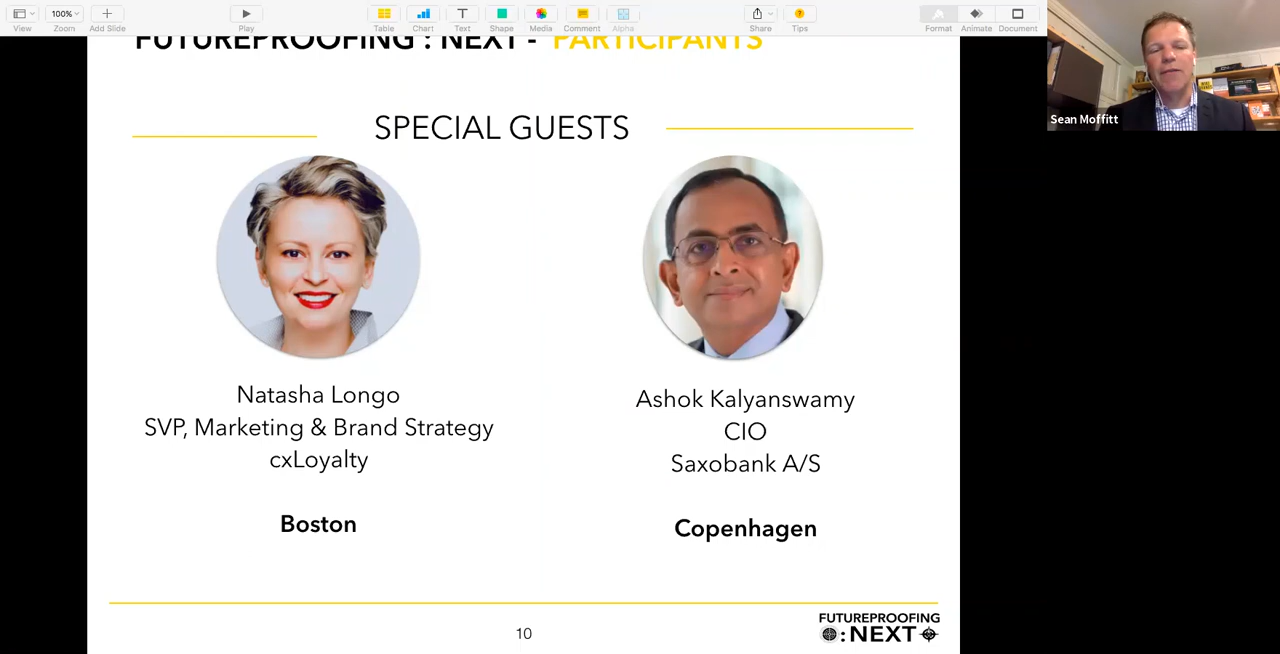 View
100%
Zoom
Add Slide
Play
Table
Chart
T
Text
Shape
Media
Comment
Alpha
Share
Tips
Format
Animate
Document
FUTUREPROOFING : NEXT - PARTICIPANTS
Sean Moffitt
SPECIAL GUESTS
Natasha Longo
SVP, Marketing & Brand Strategy
cxLoyalty
Boston
Ashok Kalyanswamy
CIO
Saxobank A/S
Copenhagen
10
FUTUREPROOFING
: NEXT